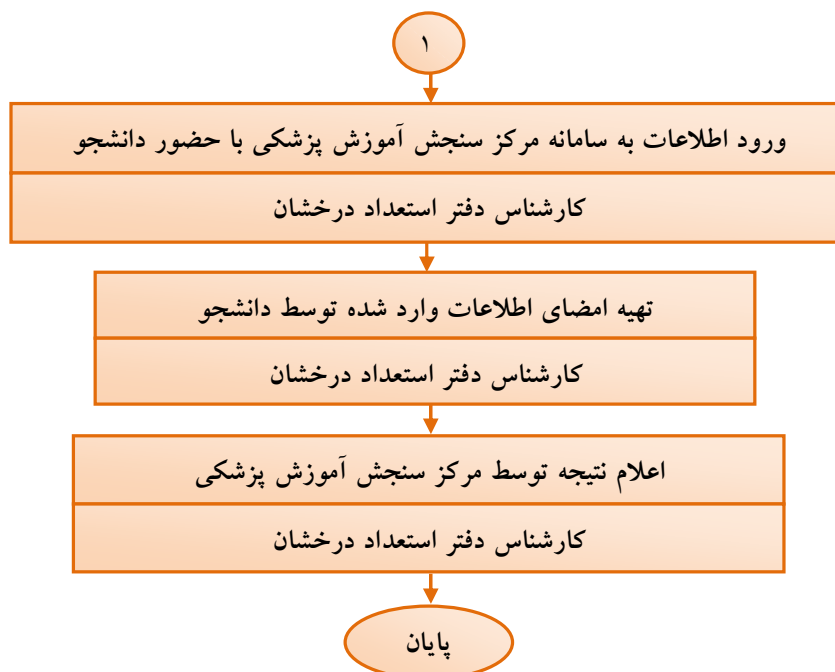 ۱
ورود اطلاعات به سامانه مرکز سنجش آموزش پزشکی با حضور دانشجو
کارشناس دفتر استعداد درخشان
تهیه امضای اطلاعات وارد شده توسط دانشجو
کارشناس دفتر استعداد درخشان
اعلام نتیجه توسط مرکز سنجش آموزش پزشکی
کارشناس دفتر استعداد درخشان
پایان